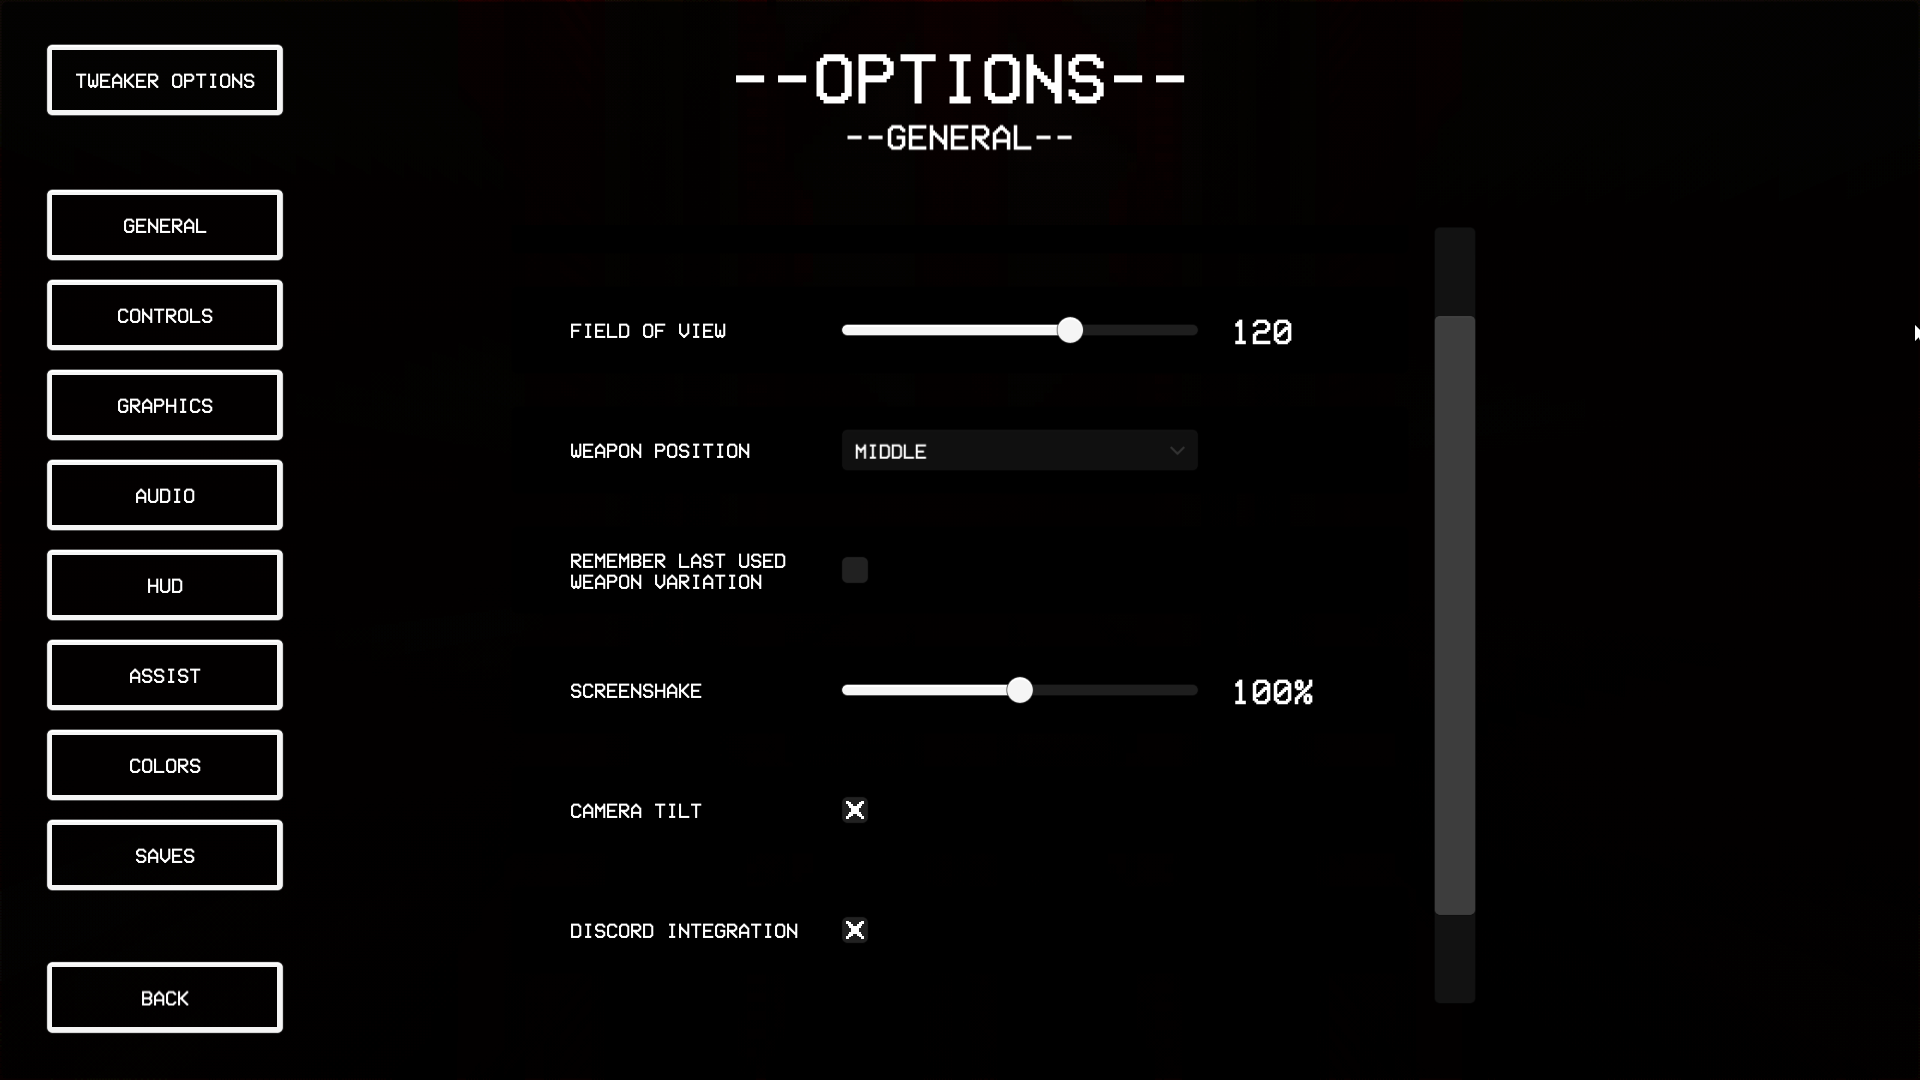 TWEAKER OPTIONS
--OPTIONS--
--GENERAL--
GENERAL
CONTROLS
GRAPHICS
AUDIO
HUD
ASSIST
COLORS
SAVES
BACK
FIELD OF VIEW 120
WEAPON POSITION MIDDLE
REMEMBER LAST USED
WEAPON VARIATION
SCREENSHAKE 100%
CAMERA TILT
DISCORD INTEGRATION